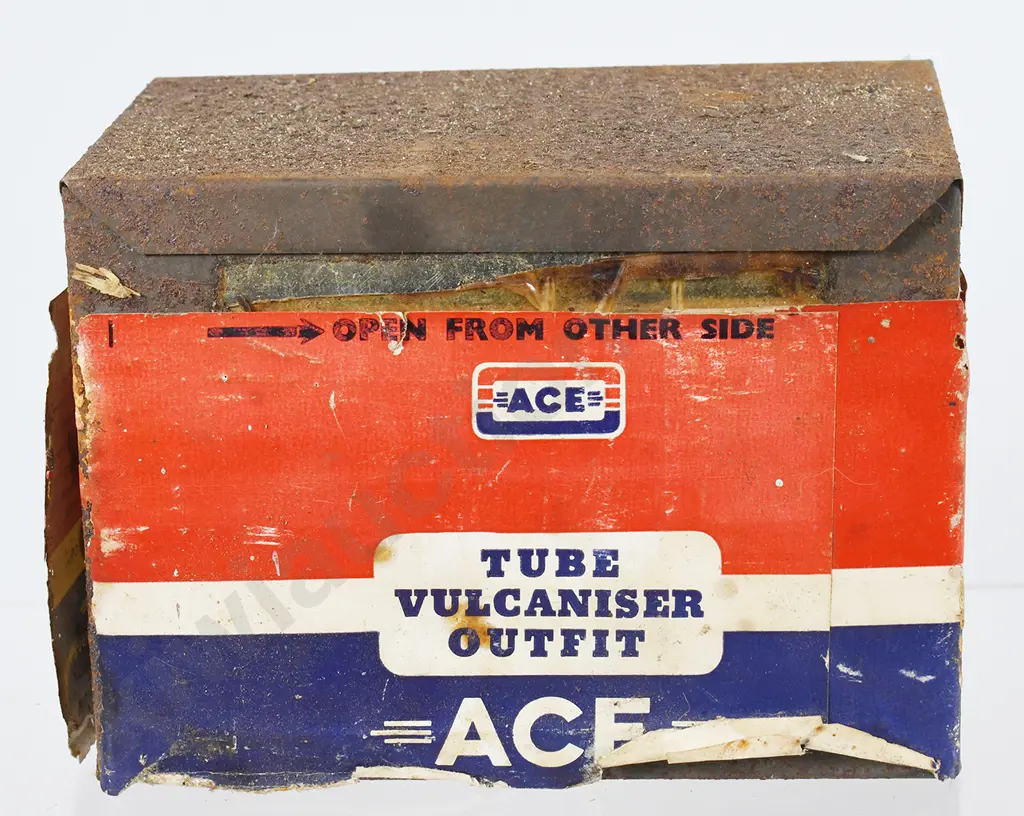 OPEN FROM OTHER SIDE
ACE
TUBE
VULCANISER
OUTFIT
ACE